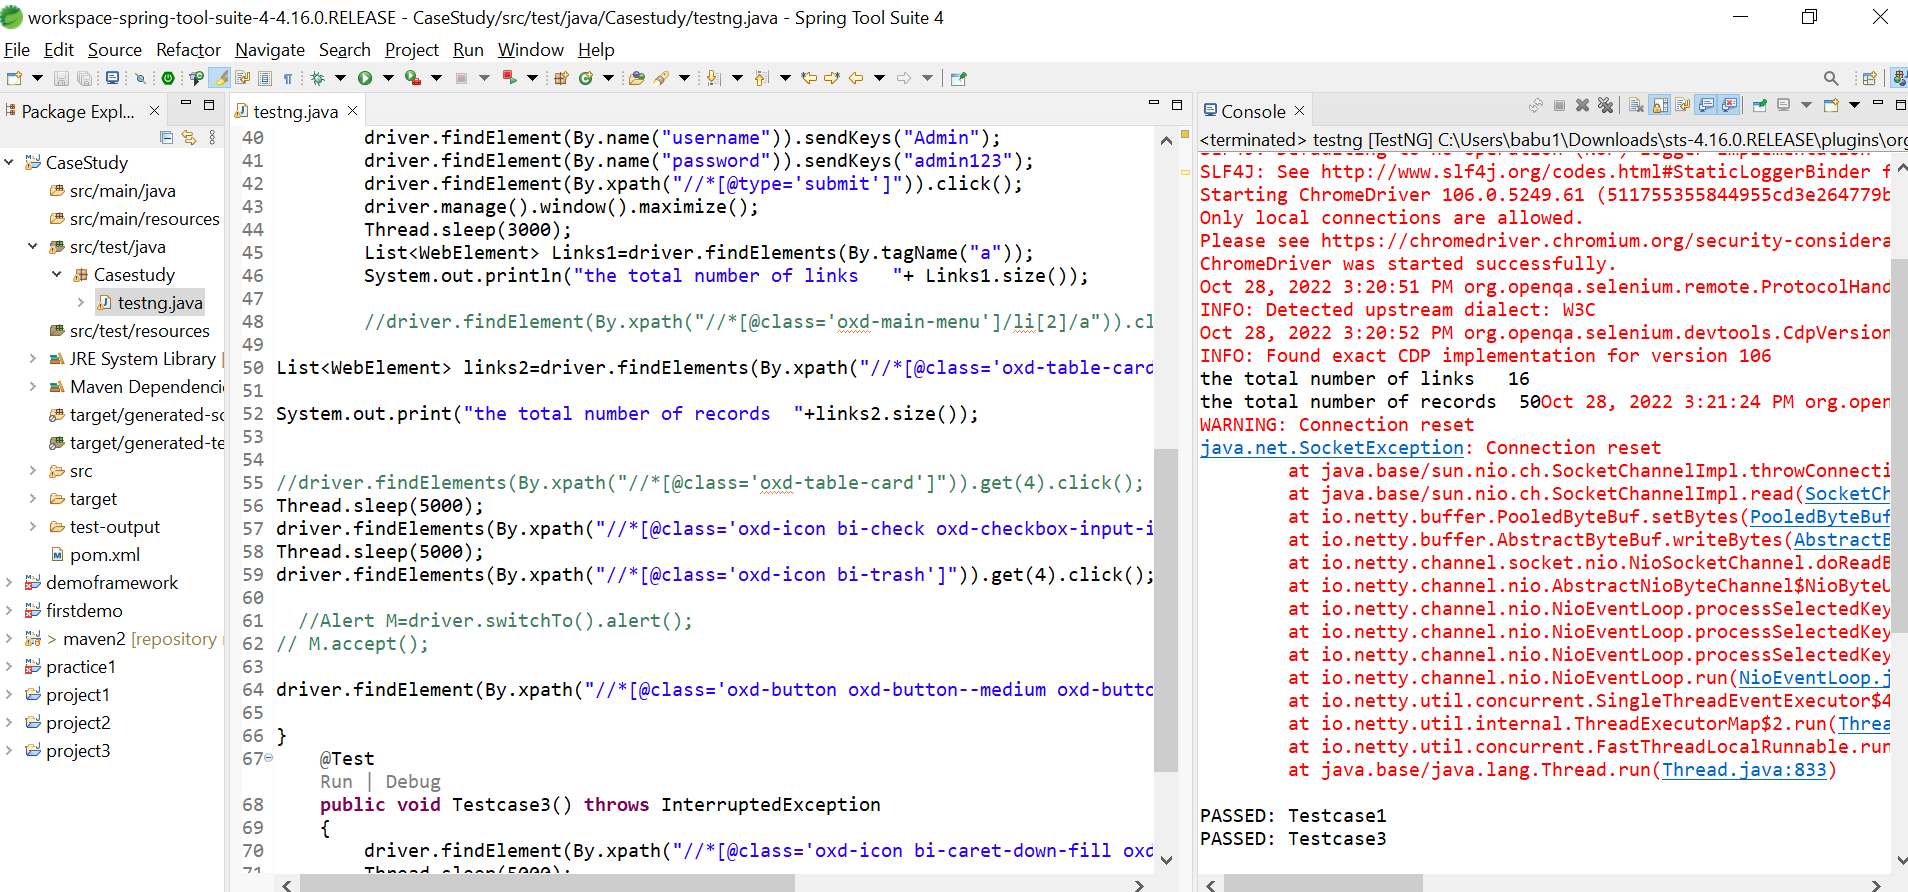 workspace-spring-tool-suite-4-4.16.0.RELEASE - CaseStudy/src/test/java/Casestudy/testng.java - Spring Tool Suite 4
File Edit Source Refactor Navigate Search Project Run Window Help
Package Expl...
CaseStudy
src/main/java
src/main/resources
src/test/java
Casestudy
testng.java
src/test/resources
JRE System Library [
Maven Dependenci
target/generated-so
target/generated-te
src
target
test-output
pom.xml
demoframework
firstdemo
> maven2 [repository
practice1
project1
project2
project3
testng.java
40 driver.findElement(By.name("username")).sendKeys("Admin");
41 driver.findElement(By.name("password")).sendKeys("admin123");
42 driver.findElement(By.xpath("//*[@type='submit']")).click();
43 driver.manage().window().maximize();
44 Thread.sleep(3000);
45 List<WebElement> Links1=driver.findElements(By.tagName("a"));
46 System.out.println("the total number of links   "+ Links1.size());
47
48 //driver.findElement(By.xpath("//*[@class='oxd-main-menu']/li[2]/a")).cl
49
50 List<WebElement> links2=driver.findElements(By.xpath("//*[@class='oxd-table-card
51
52 System.out.print("the total number of records  "+links2.size());
53
54
55 //driver.findElements(By.xpath("//*[@class='oxd-table-card']")).get(4).click();
56 Thread.sleep(5000);
57 driver.findElements(By.xpath("//*[@class='oxd-icon bi-check oxd-checkbox-input-i
58 Thread.sleep(5000);
59 driver.findElements(By.xpath("//*[@class='oxd-icon bi-trash']")).get(4).click();
60
61 //Alert M=driver.switchTo().alert();
62 // M.accept();
63
64 driver.findElement(By.xpath("//*[@class='oxd-button oxd-button--medium oxd-butto
65
66 }
67 @Test
Run | Debug
68 public void Testcase3() throws InterruptedException
69 {
70 driver.findElement(By.xpath("//*[@class='oxd-icon bi-caret-down-fill oxd
71 Thread.sleep(5000);
Console
<terminated> testng [TestNG] C:\Users\babu1\Downloads\sts-4.16.0.RELEASE\plugins\org
SLF4J: Defaulting to no-operation (NOP) logger implementation
SLF4J: See http://www.slf4j.org/codes.html#StaticLoggerBinder f
Starting ChromeDriver 106.0.5249.61 (511755355844955cd3e264779b
Only local connections are allowed.
Please see https://chromedriver.chromium.org/security-considera
ChromeDriver was started successfully.
Oct 28, 2022 3:20:51 PM org.openqa.selenium.remote.ProtocolHand
INFO: Detected upstream dialect: W3C
Oct 28, 2022 3:20:52 PM org.openqa.selenium.devtools.CdpVersion
INFO: Found exact CDP implementation for version 106
the total number of links   16
the total number of records  50Oct 28, 2022 3:21:24 PM org.open
WARNING: Connection reset
java.net.SocketException: Connection reset
at java.base/sun.nio.ch.SocketChannelImpl.throwConnecti
at java.base/sun.nio.ch.SocketChannelImpl.read(SocketCh
at io.netty.buffer.PooledByteBuf.setBytes(PooledByteBuf
at io.netty.buffer.AbstractByteBuf.writeBytes(AbstractB
at io.netty.channel.socket.nio.NioSocketChannel.doReadB
at io.netty.channel.nio.AbstractNioByteChannel$NioByteU
at io.netty.channel.nio.NioEventLoop.processSelectedKey
at io.netty.channel.nio.NioEventLoop.processSelectedKey
at io.netty.channel.nio.NioEventLoop.processSelectedKey
at io.netty.channel.nio.NioEventLoop.run(NioEventLoop.j
at io.netty.util.concurrent.SingleThreadEventExecutor$4
at io.netty.util.internal.ThreadExecutorMap$2.run(Threa
at io.netty.util.concurrent.FastThreadLocalRunnable.run
at java.base/java.lang.Thread.run(Thread.java:833)
PASSED: Testcase1
PASSED: Testcase3